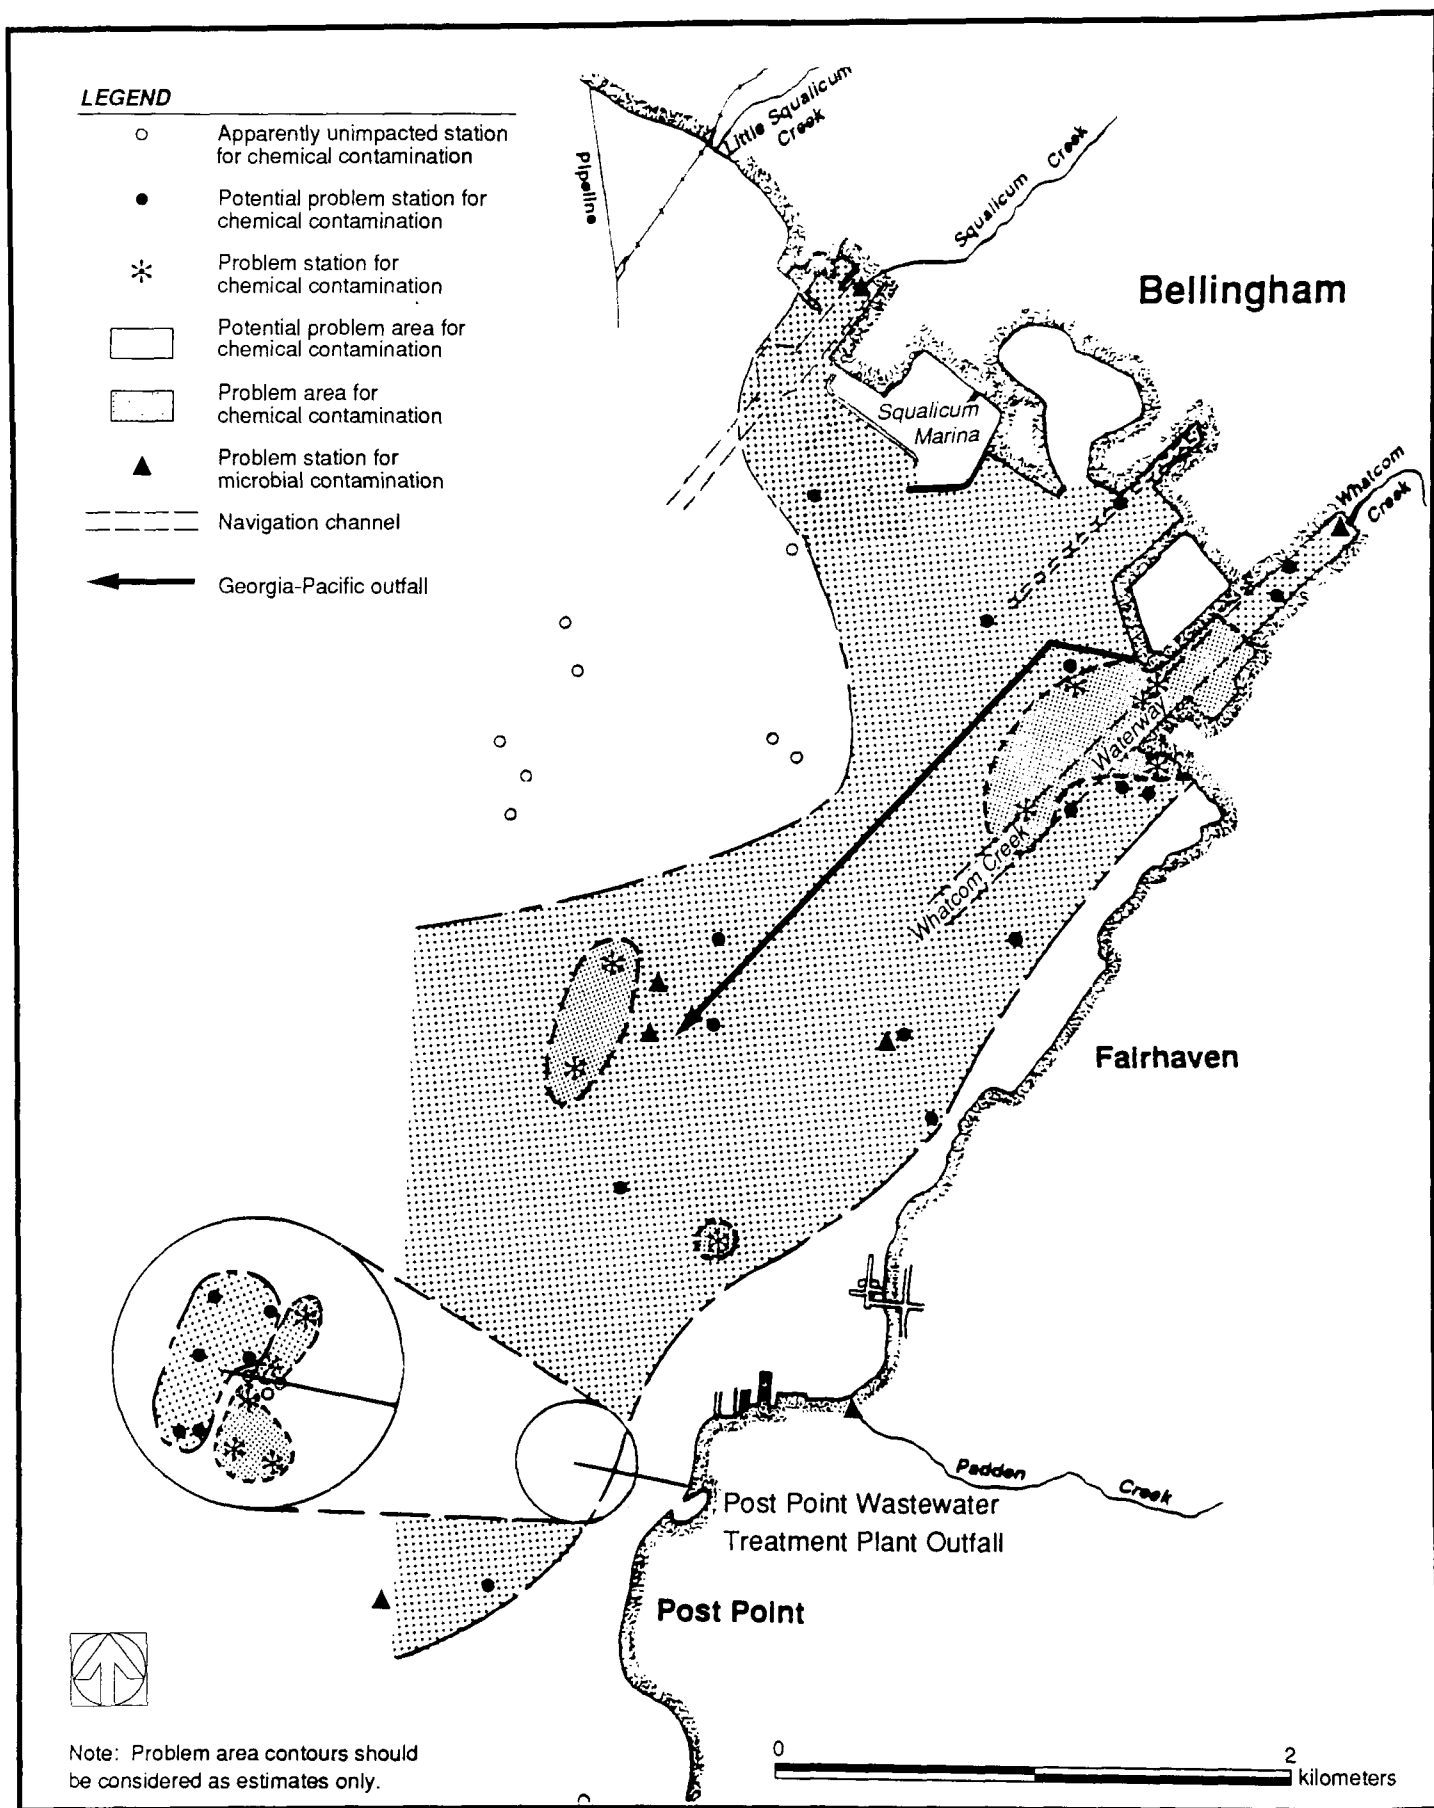 LEGEND
Apparently unimpacted station
for chemical contamination
Potential problem station for
chemical contamination
Problem station for
chemical contamination
Potential problem area for
chemical contamination
Problem area for
chemical contamination
Problem station for
microbial contamination
Navigation channel
Georgia-Pacific outfall
Pipeline
Little Squalicum
Creek
Squalicum Creek
Bellingham
Squalicum
Marina
Whatcom
Creek
Whatcom Creek Waterway
Fairhaven
Padden Creek
Post Point Wastewater
Treatment Plant Outfall
Post Point
Note: Problem area contours should
be considered as estimates only.
0 2
kilometers